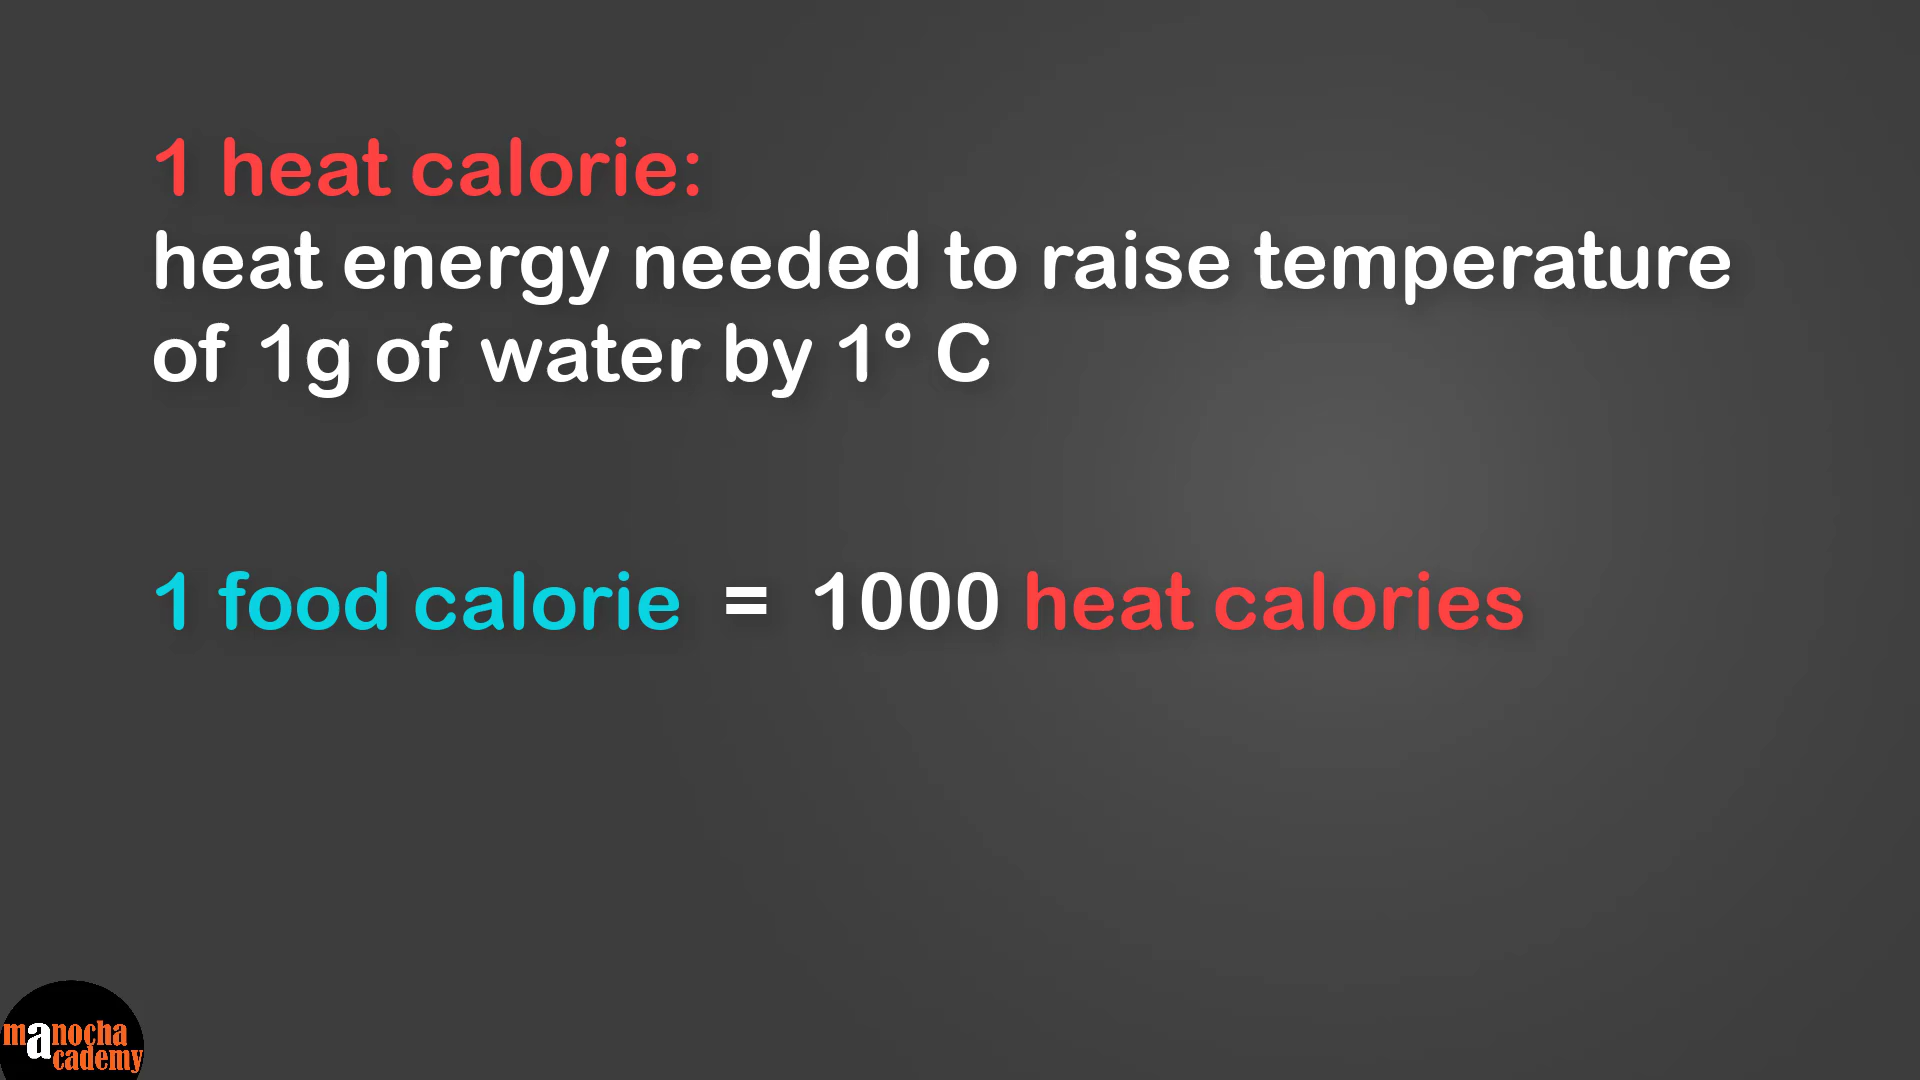 1 heat calorie:
heat energy needed to raise temperature
of 1g of water by 1° C
1 food calorie = 1000 heat calories
manocha
academy